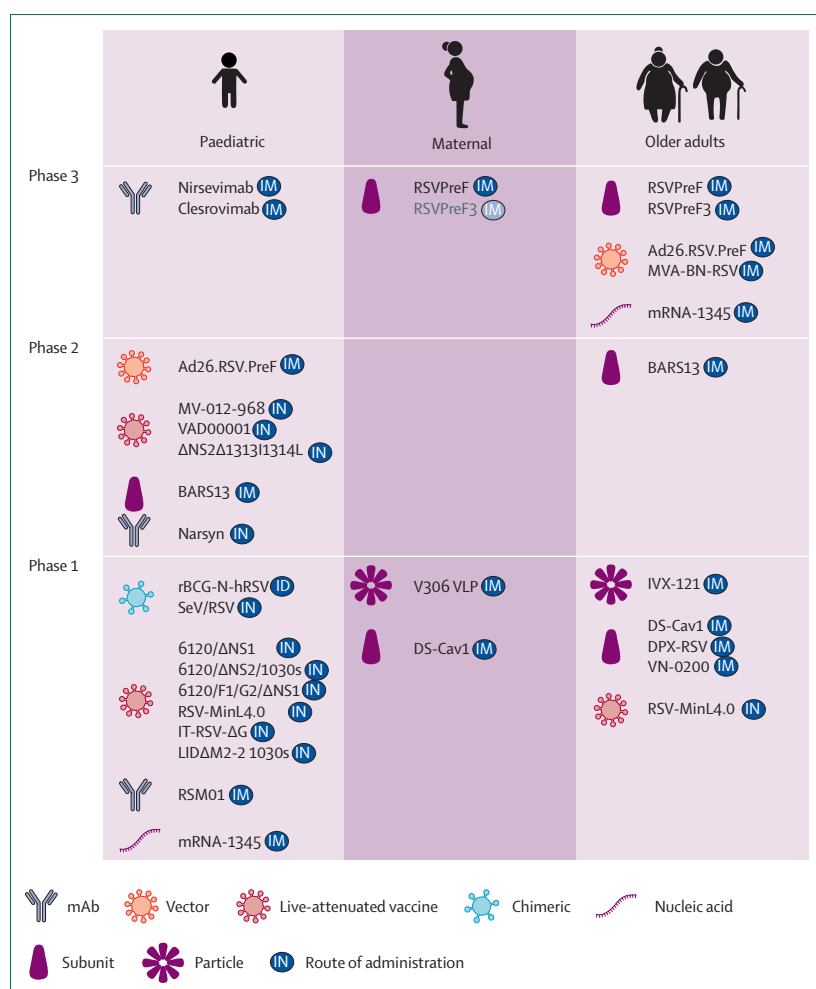 Paediatric
Maternal
Older adults
Phase 3
Nirsevimab IM
Clesrovimab IM
RSVPreF IM
RSVPreF3 IM
RSVPreF IM
RSVPreF3 IM
Ad26.RSV.PreF IM
MVA-BN-RSV IM
mRNA-1345 IM
Phase 2
Ad26.RSV.PreF IM
MV-012-968 IN
VAD00001 IN
ΔNS2Δ1313I1314L IN
BARS13 IM
Narsyn IN
BARS13 IM
Phase 1
rBCG-N-hRSV ID
SeV/RSV IN
6120/ΔNS1 IN
6120/ΔNS2/1030s IN
6120/F1/G2/ΔNS1 IN
RSV-MinL4.0 IN
IT-RSV-ΔG IN
LIDΔM2-2 1030s IN
RSM01 IM
mRNA-1345 IM
V306 VLP IM
DS-Cav1 IM
IVX-121 IM
DS-Cav1 IM
DPX-RSV IM
VN-0200 IM
RSV-MinL4.0 IN
mAb
Vector
Live-attenuated vaccine
Chimeric
Nucleic acid
Subunit
Particle
IN Route of administration